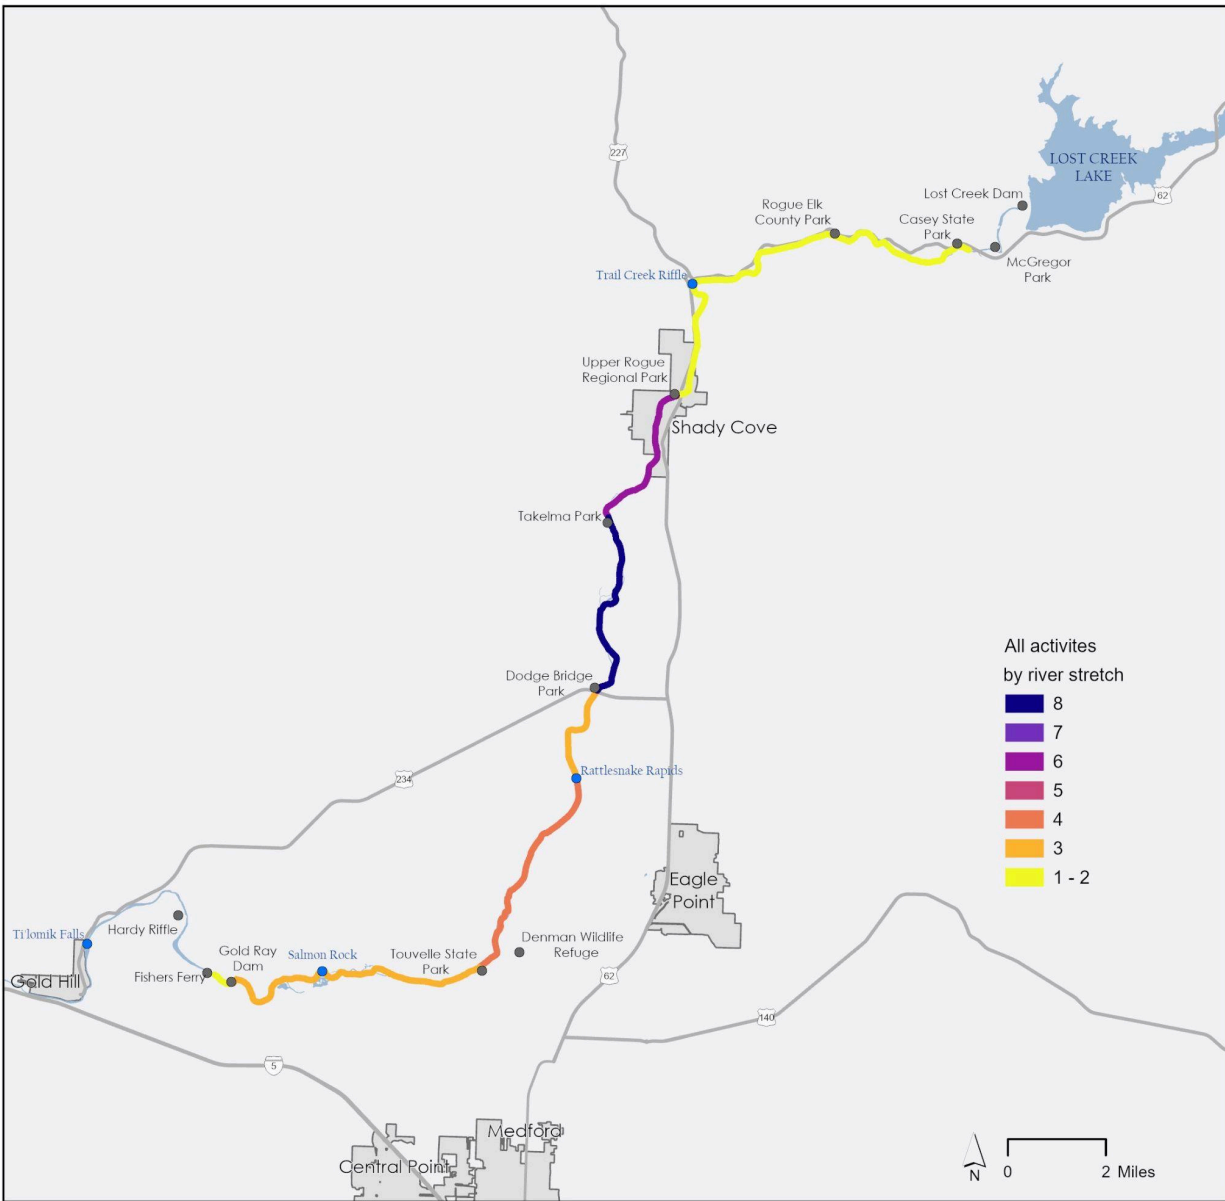 227
LOST CREEK
LAKE
62
Lost Creek Dam
Rogue Elk
County Park
Casey State
Park
McGregor
Park
Trail Creek Riffle
Upper Rogue
Regional Park
Shady Cove
Takelma Park
Dodge Bridge
Park
Rattlesnake Rapids
234
All activites
by river stretch
8
7
6
5
4
3
1 - 2
Eagle
Point
Hardy Riffle
Ti'lomik Falls
Gold Hill
Fishers Ferry
Gold Ray
Dam
Salmon Rock
Touvelle State
Park
Denman Wildlife
Refuge
62
140
5
Medford
Central Point
N
0
2 Miles